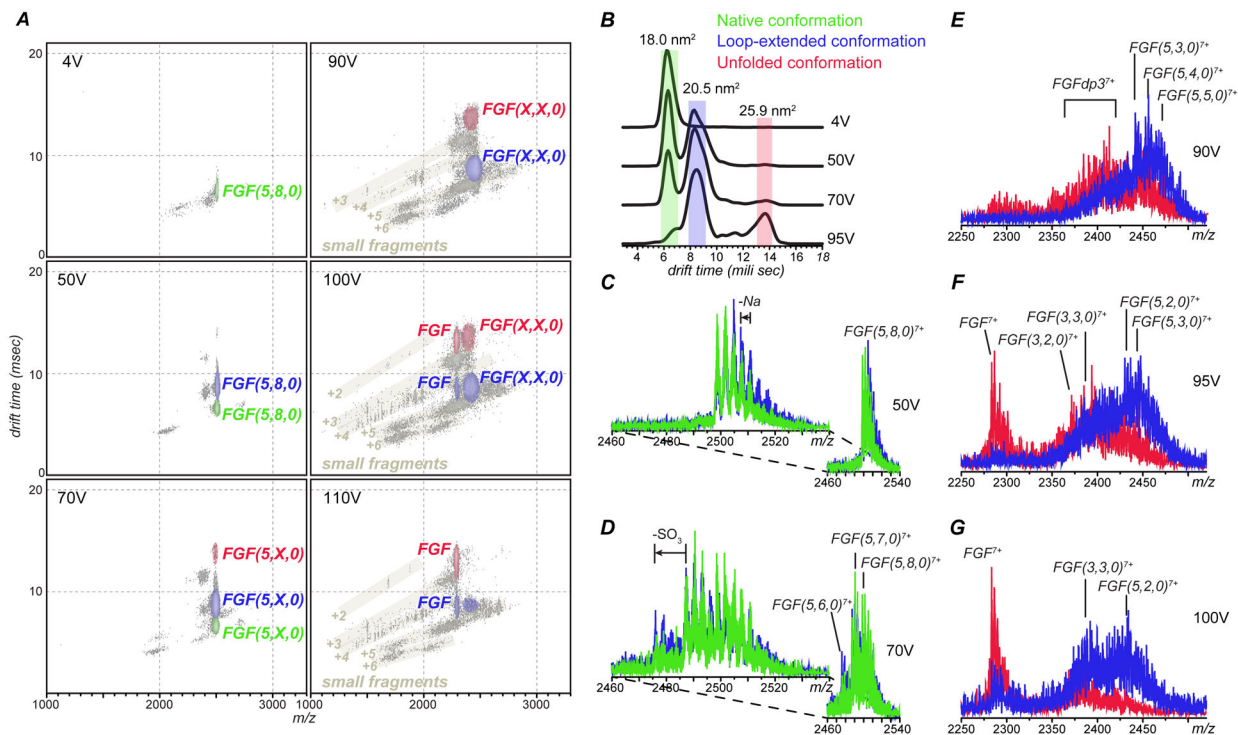 A
4V
20
10
0
FGF(5,8,0)
90V
FGF(X,X,0)
FGF(X,X,0)
+3
+4
+5
+6
small fragments
50V
20
10
0
FGF(5,8,0)
FGF(5,8,0)
100V
FGF
FGF(X,X,0)
FGF
FGF(X,X,0)
+2
+3
+4
+5
+6
small fragments
70V
20
10
FGF(5,X,0)
FGF(5,X,0)
FGF(5,X,0)
110V
FGF
FGF
+2
+3
+4
+5
+6
small fragments
1000 2000 3000 1000 2000 3000
m/z
drift time (msec)
B
Native conformation
Loop-extended conformation
Unfolded conformation
18.0 nm2
20.5 nm2
25.9 nm2
4V
50V
70V
95V
4 6 8 10 12 14 16 18
drift time (mili sec)
C
-Na
FGF(5,8,0)7+
50V
2460 2480 2500 2520 m/z
2460 2540
D
-SO3
FGF(5,7,0)7+
FGF(5,8,0)7+
FGF(5,6,0)7+
70V
2460 2480 2500 2520 m/z
2460 2540
E
FGF(5,3,0)7+
FGF(5,4,0)7+
FGF(5,5,0)7+
FGFdp37+
90V
2250 2300 2350 2400 2450 m/z
F
FGF(5,2,0)7+
FGF(5,3,0)7+
FGF(3,3,0)7+
FGF(3,2,0)7+
FGF7+
95V
2250 2300 2350 2400 2450 m/z
G
FGF7+
FGF(3,3,0)7+
FGF(5,2,0)7+
100V
2250 2300 2350 2400 2450 m/z